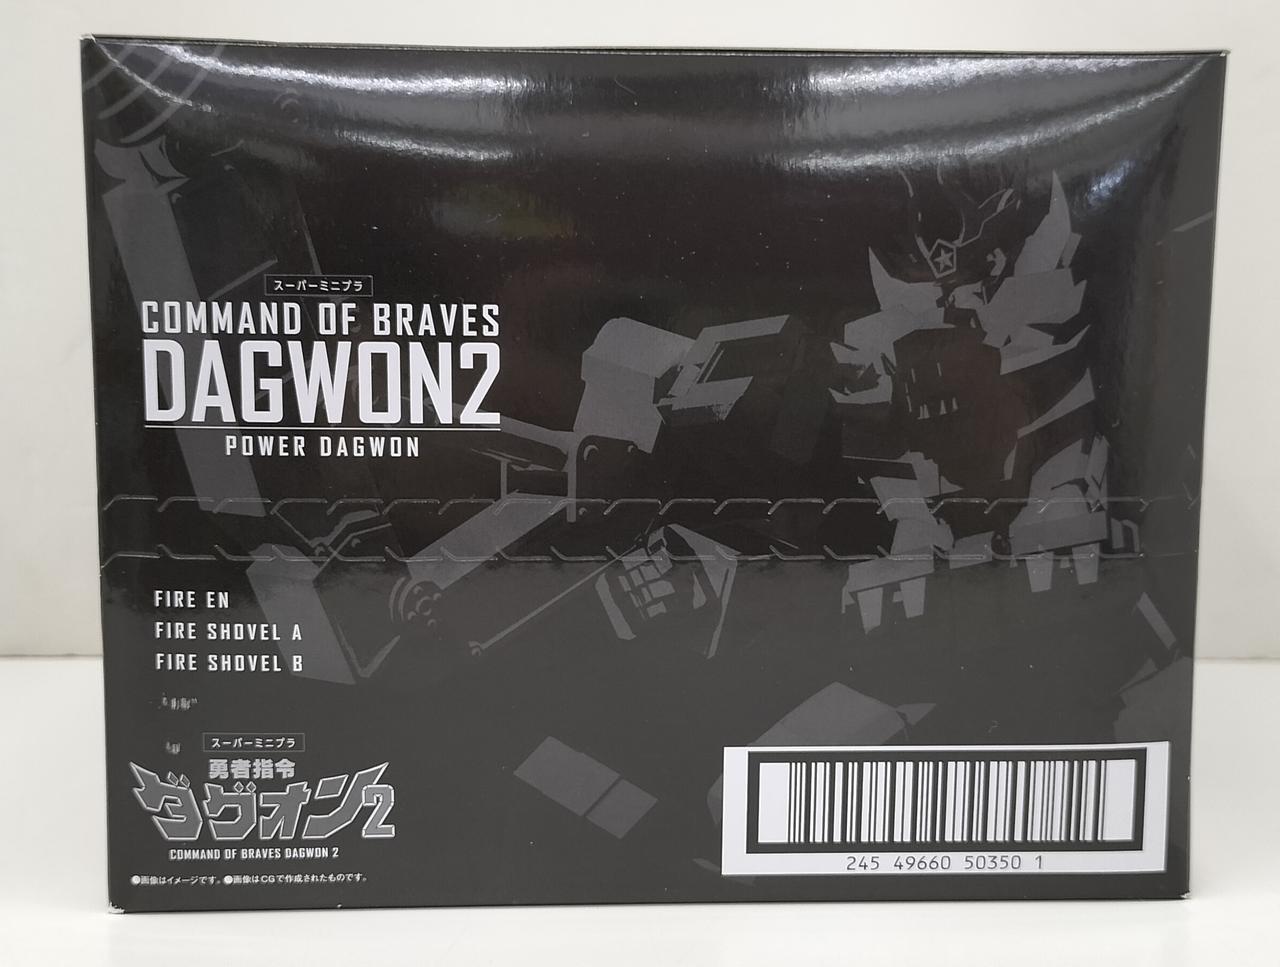 スーパーミニプラ
COMMAND OF BRAVES
DAGWON2
POWER DAGWON
FIRE EN
FIRE SHOVEL A
FIRE SHOVEL B
スーパーミニプラ
勇者指令
ダグオン2
COMMAND OF BRAVES DAGWON 2
●画像はイメージです。●画像はCGで作成されたものです。
245 49660 50350 1